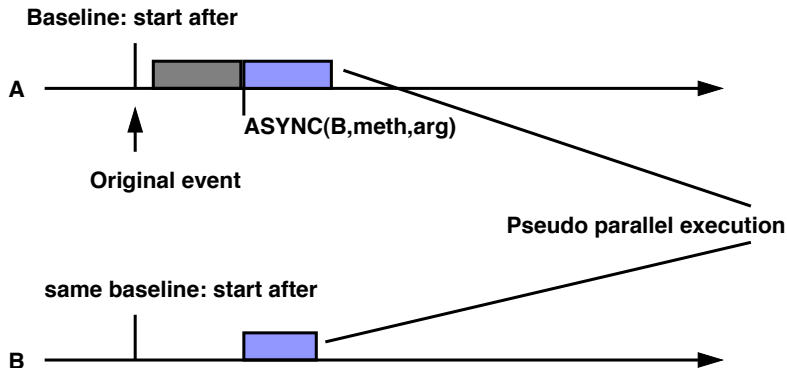 Baseline: start after
A
ASYNC(B,meth,arg)
Original event
Pseudo parallel execution
same baseline: start after
B